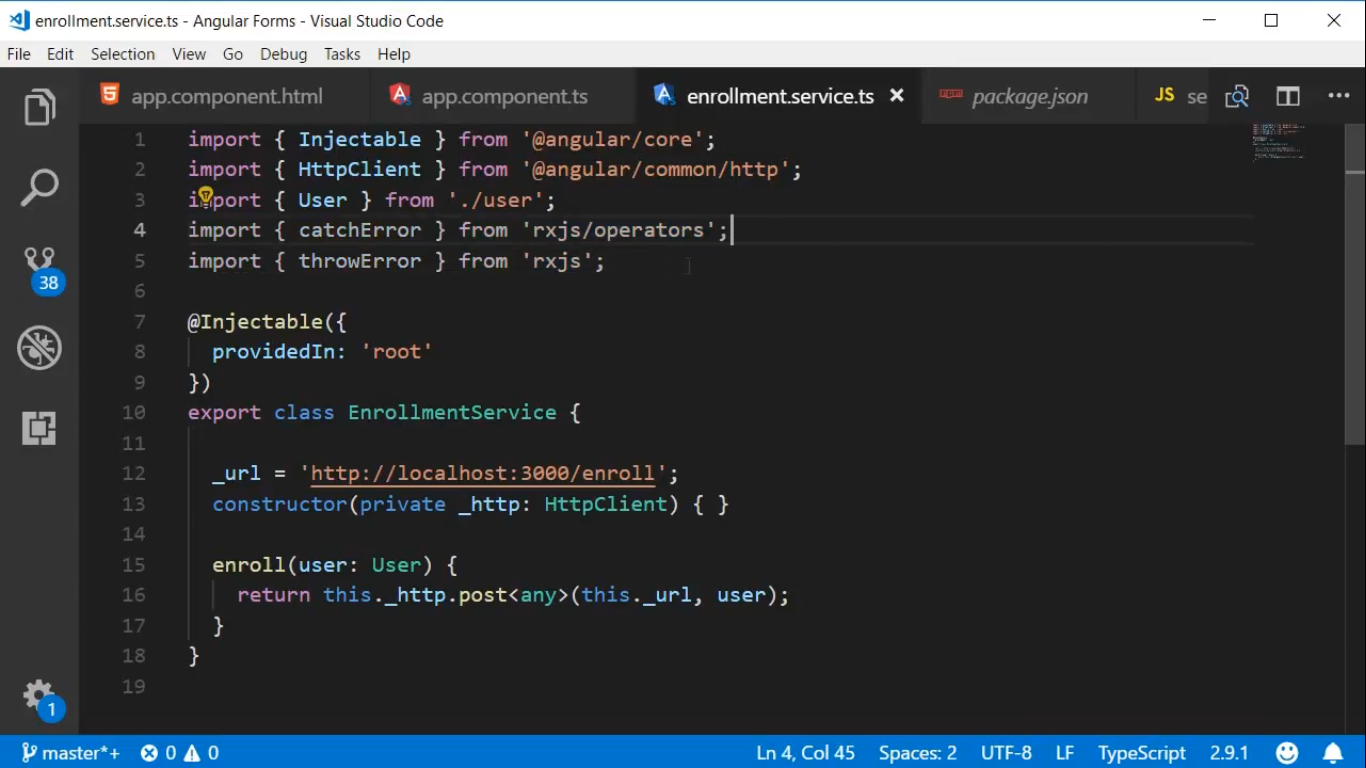 enrollment.service.ts - Angular Forms - Visual Studio Code
File Edit Selection View Go Debug Tasks Help
app.component.html app.component.ts enrollment.service.ts package.json JS se
1 import { Injectable } from '@angular/core';
2 import { HttpClient } from '@angular/common/http';
3 import { User } from './user';
4 import { catchError } from 'rxjs/operators';
5 import { throwError } from 'rxjs';
6
7 @Injectable({
8 providedIn: 'root'
9 })
10 export class EnrollmentService {
11
12 _url = 'http://localhost:3000/enroll';
13 constructor(private _http: HttpClient) { }
14
15 enroll(user: User) {
16 return this._http.post<any>(this._url, user);
17 }
18 }
19
38
1
master*+ 0 0 Ln 4, Col 45 Spaces: 2 UTF-8 LF TypeScript 2.9.1